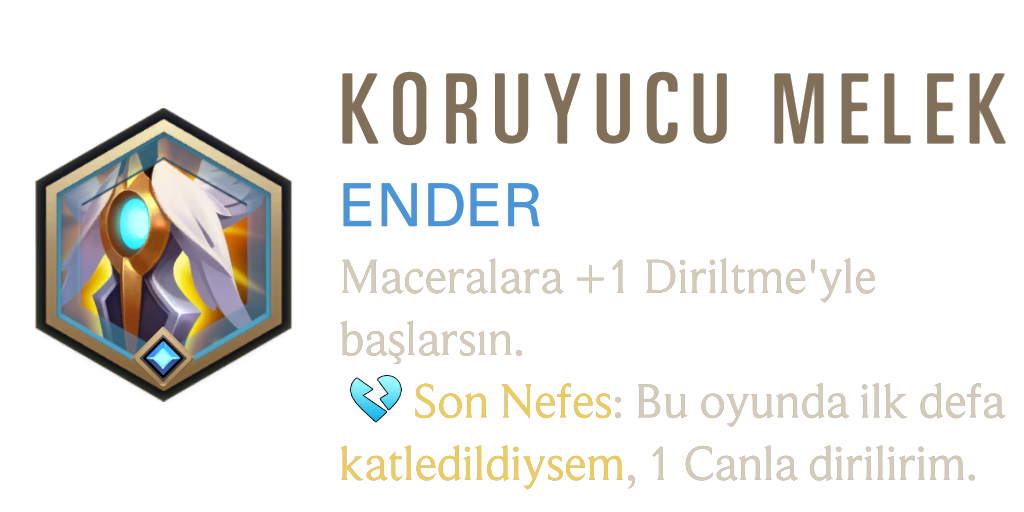 KORUYUCU MELEK
ENDER
Maceralara +1 Diriltme'yle
başlarsın.
Son Nefes: Bu oyunda ilk defa
katledildiysem, 1 Canla dirilirim.